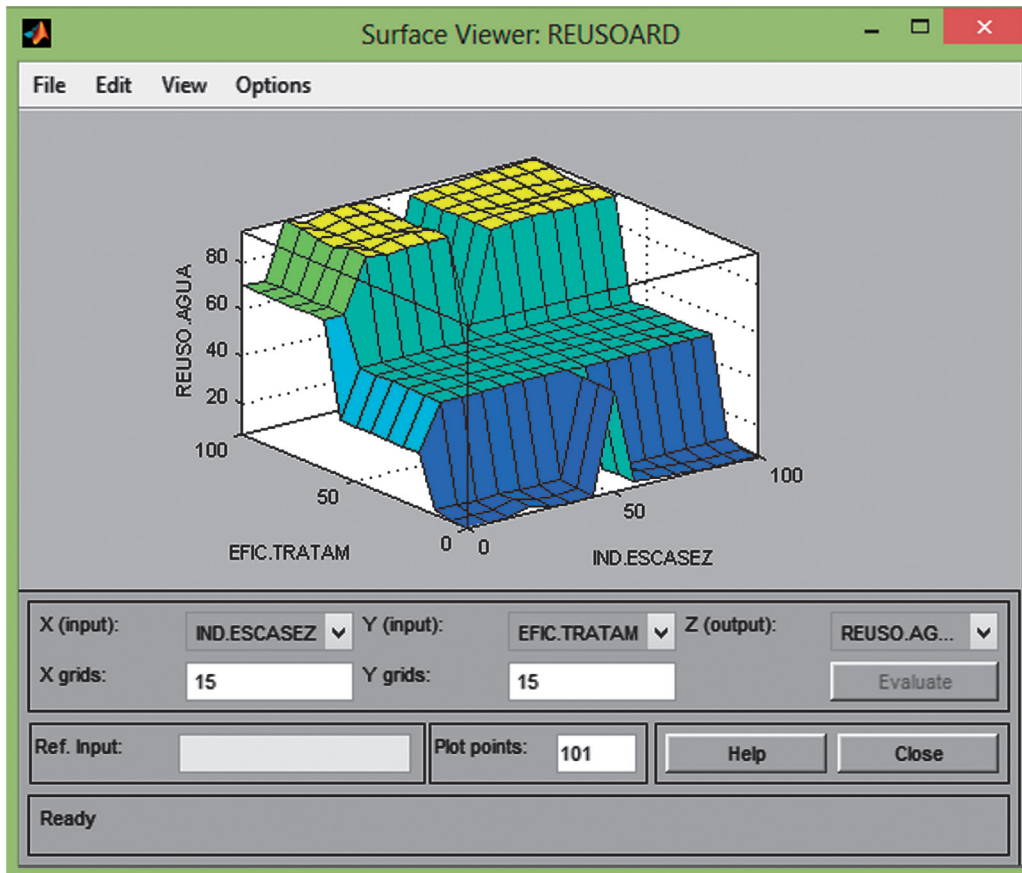 Surface Viewer: REUSOARD
File Edit View Options
REUSO.AGUA
80
60
40
20
100
50
0
EFIC.TRATAM
0
50
100
IND.ESCASEZ
X (input): IND.ESCASEZ Y (input): EFIC.TRATAM Z (output): REUSO.AG...
X grids: 15 Y grids: 15 Evaluate
Ref. Input: Plot points: 101 Help Close
Ready